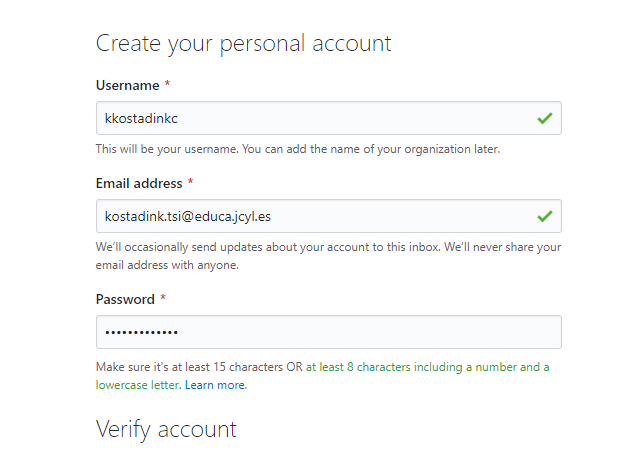 Create your personal account
Username *
kkostadinkc
This will be your username. You can add the name of your organization later.
Email address *
kostadink.tsi@educa.jcyl.es
We'll occasionally send updates about your account to this inbox. We'll never share your
email address with anyone.
Password *
•••••••••••••
Make sure it's at least 15 characters OR at least 8 characters including a number and a
lowercase letter. Learn more.
Verify account